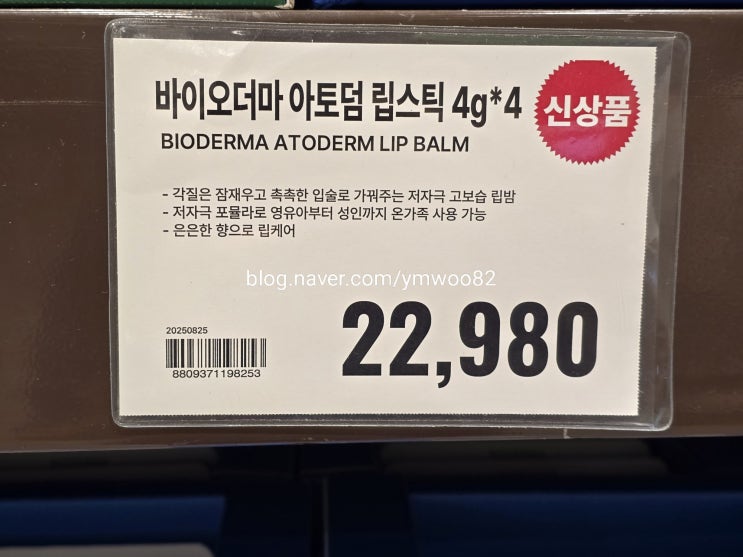 바이오더마 아토덤 립스틱 4g*4
신상품
BIODERMA ATODERM LIP BALM
- 각질은 잠재우고 촉촉한 입술로 가꿔주는 저자극 고보습 립밤
- 저자극 포뮬라로 영유아부터 성인까지 온가족 사용 가능
- 은은한 향으로 립케어
blog.naver.com/ymwoo82
20250825
22,980
8809371198253